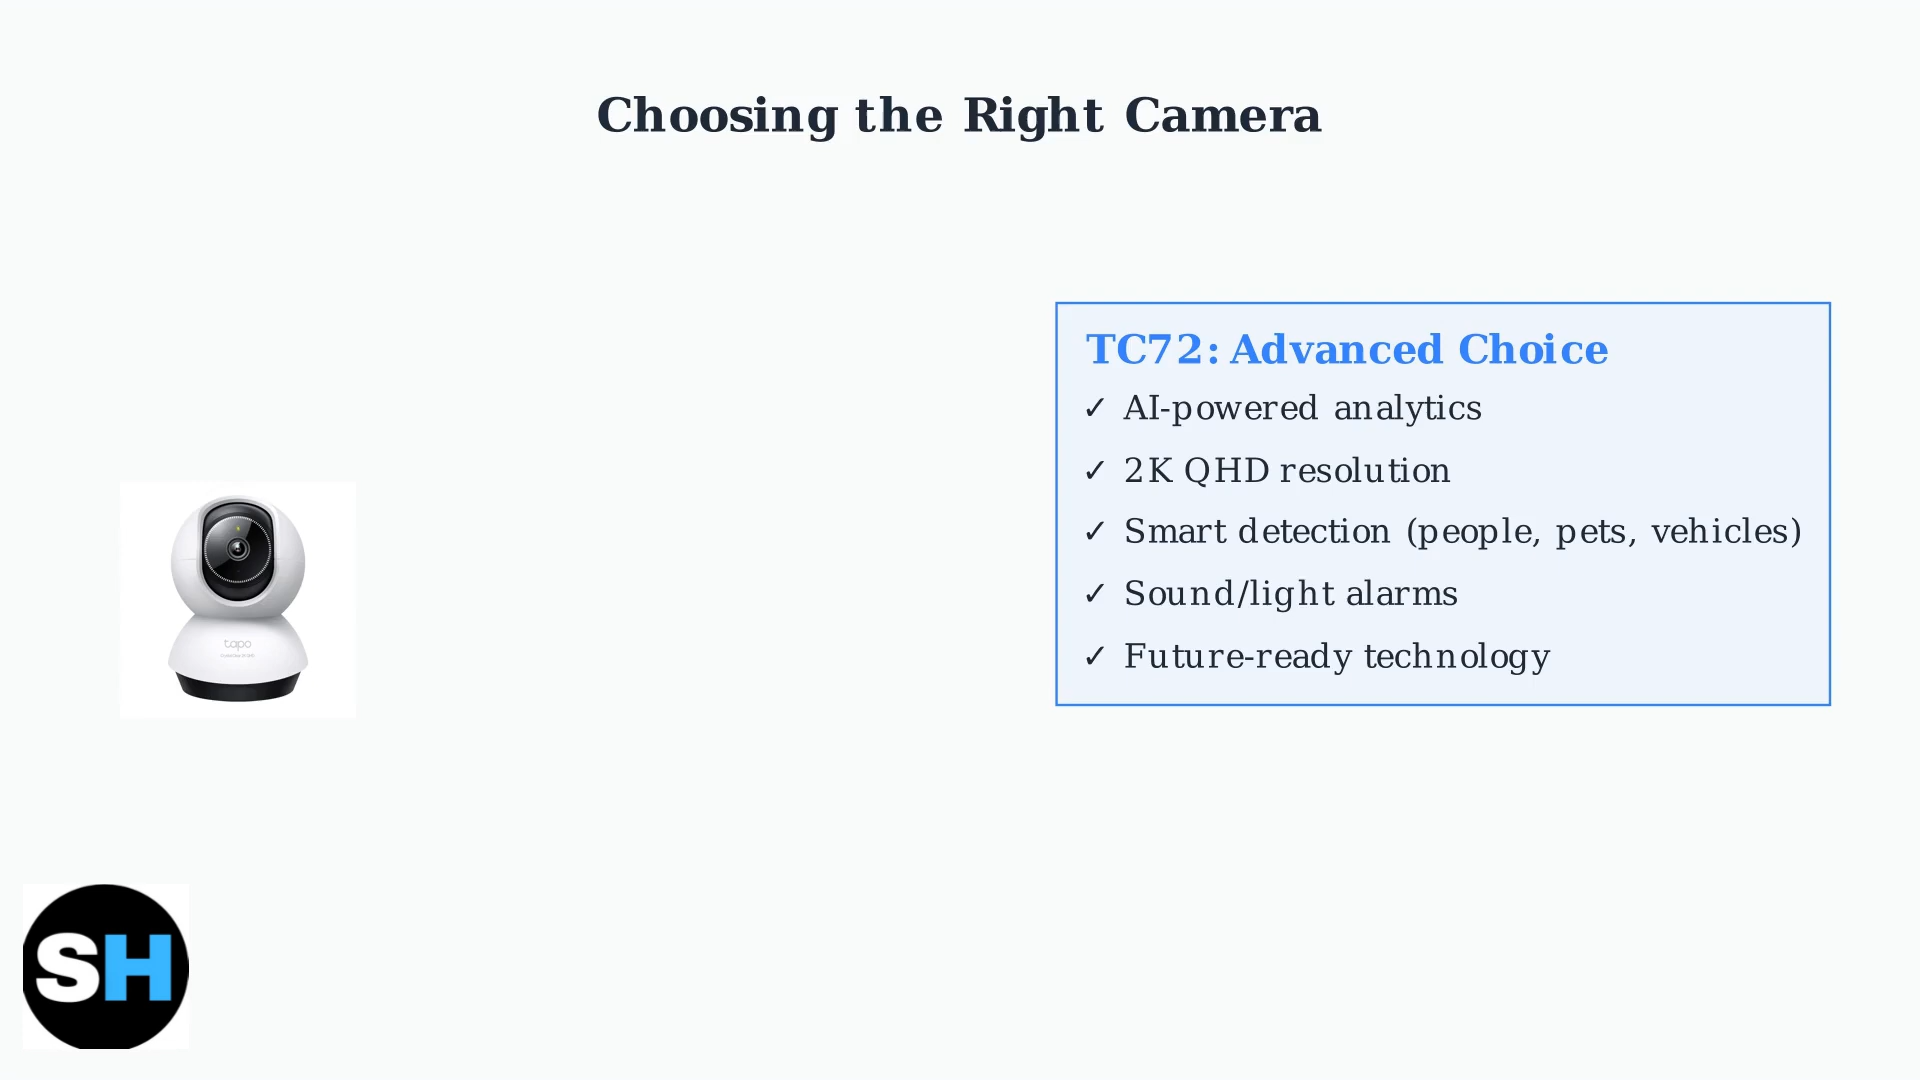 Choosing the Right Camera
TC72: Advanced Choice
✓ AI-powered analytics
✓ 2K QHD resolution
✓ Smart detection (people, pets, vehicles)
✓ Sound/light alarms
✓ Future-ready technology
tapo
SH